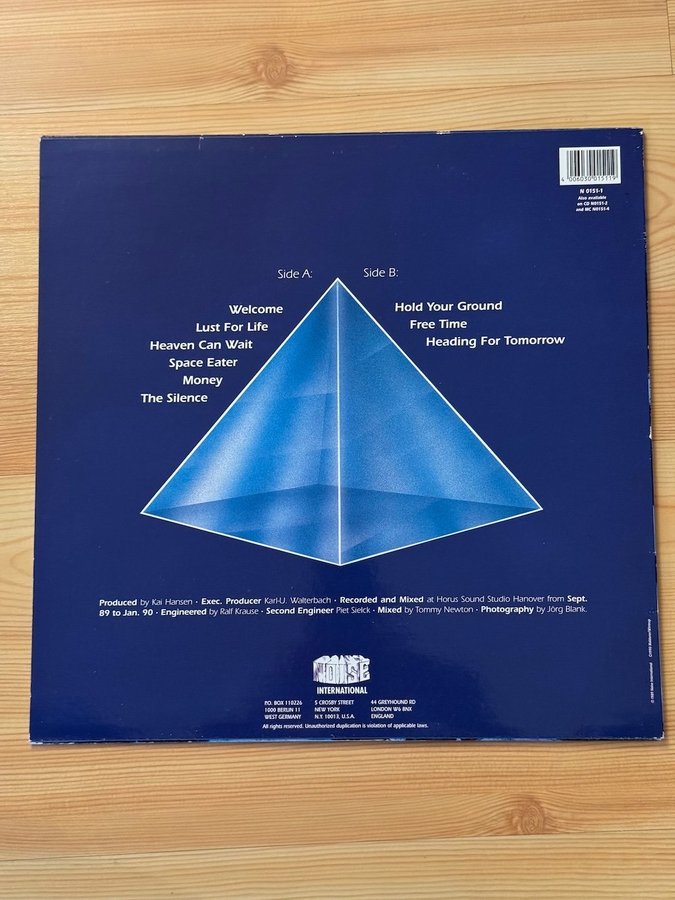 4 006030 015119
N 0151-1
Also available
on CD N0151-2
and MC N0151-4
Side A:
Side B:
Welcome
Lust For Life
Heaven Can Wait
Space Eater
Money
The Silence
Hold Your Ground
Free Time
Heading For Tomorrow
Produced by Kai Hansen · Exec. Producer Karl-U. Walterbach · Recorded and Mixed at Horus Sound Studio Hanover from Sept.
89 to Jan. 90 · Engineered by Ralf Krause · Second Engineer Piet Sielck · Mixed by Tommy Newton · Photography by Jörg Blank.
NOISE
INTERNATIONAL
P.O. BOX 110226
1000 BERLIN 11
WEST GERMANY
5 CROSBY STREET
NEW YORK
N.Y. 10013, U.S.A.
44 GREYHOUND RD
LONDON W6 8NX
ENGLAND
All rights reserved. Unauthorized duplication is violation of applicable laws.
Noise International